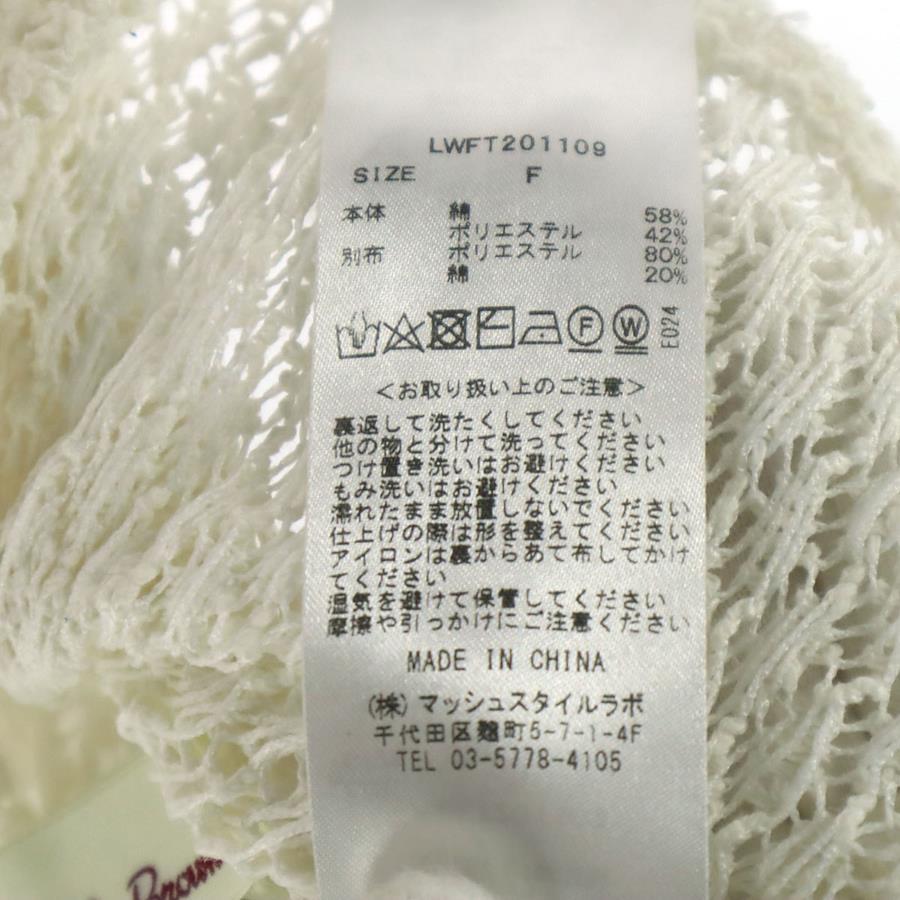 LWFT201109
SIZE F
本体 綿 58%
ポリエステル 42%
別布 ポリエステル 80%
綿 20%
F W E024
＜お取り扱い上のご注意＞
裏返して洗たくしてください
他の物と分けて洗ってください
つけ置き洗いはお避けください
もみ洗いはお避けください
濡れたまま放置しないでください
仕上げの際は形を整えてください
アイロンは裏からあて布してかけ
てください
湿気を避けて保管してください
摩擦や引っかけにご注意ください
MADE IN CHINA
(株)マッシュスタイルラボ
千代田区麹町5-7-1-4F
TEL 03-5778-4105
Brown